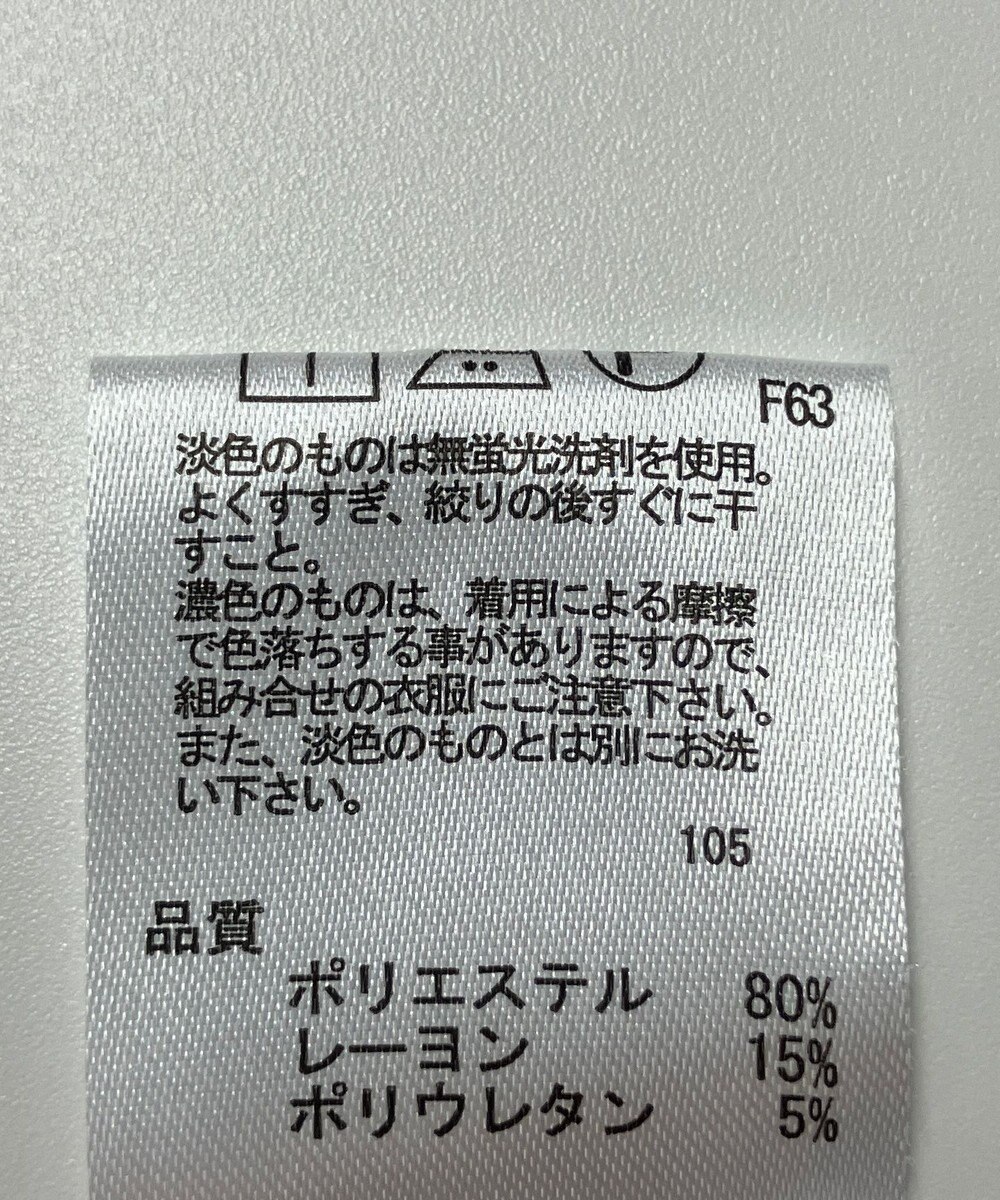 F63
淡色のものは無蛍光洗剤を使用。
よくすすぎ、絞りの後すぐに干
すこと。
濃色のものは、着用による摩擦
で色落ちする事がありますので、
組み合せの衣服にご注意下さい。
また、淡色のものとは別にお洗
い下さい。
105
品質
ポリエステル 80%
レーヨン 15%
ポリウレタン 5%